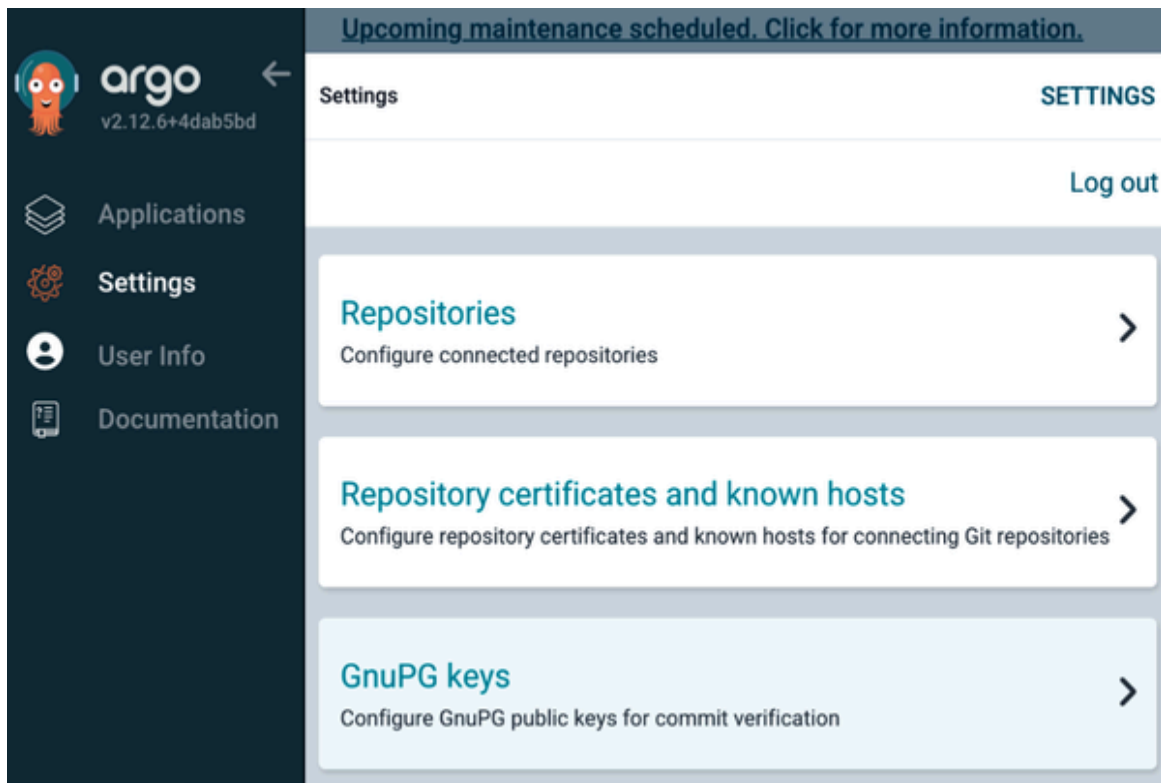 Upcoming maintenance scheduled. Click for more information.
argo
v2.12.6+4dab5bd
Applications
Settings
User Info
Documentation
Settings
SETTINGS
Log out
Repositories
Configure connected repositories
Repository certificates and known hosts
Configure repository certificates and known hosts for connecting Git repositories
GnuPG keys
Configure GnuPG public keys for commit verification